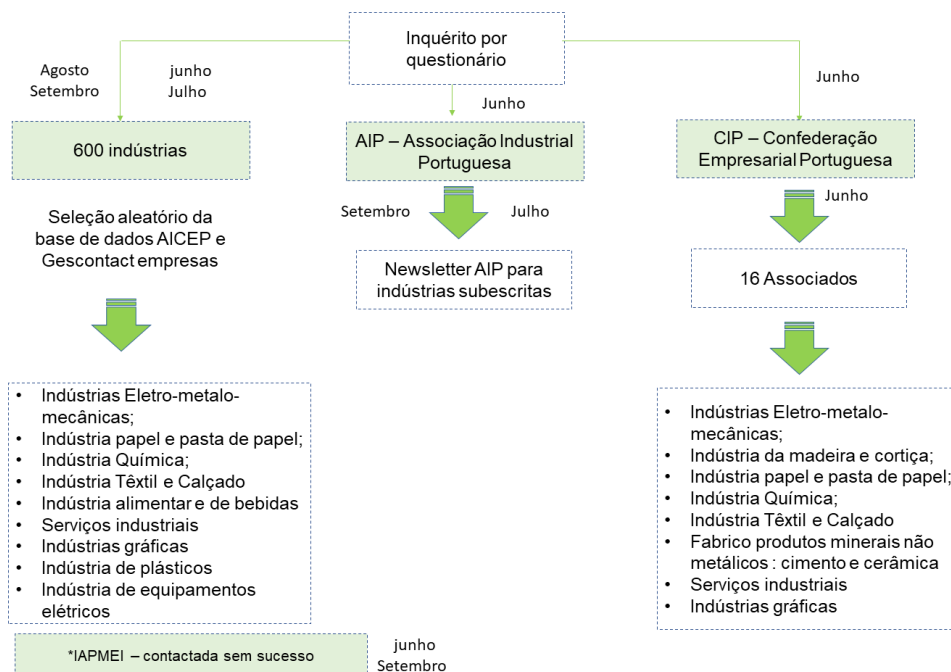 Inquérito por
questionário
Agosto
Setembro
junho
Julho
Junho
Junho
600 indústrias
AIP – Associação Industrial
Portuguesa
CIP – Confederação
Empresarial Portuguesa
Seleção aleatório da
base de dados AICEP e
Gescontact empresas
Setembro
Julho
Junho
Newsletter AIP para
indústrias subescritas
16 Associados
• Indústrias Eletro-metalo-
mecânicas;
• Indústria papel e pasta de papel;
• Indústria Química;
• Indústria Têxtil e Calçado
• Indústria alimentar e de bebidas
• Serviços industriais
• Indústrias gráficas
• Indústria de plásticos
• Indústria de equipamentos
elétricos
• Indústrias Eletro-metalo-
mecânicas;
• Indústria da madeira e cortiça;
• Indústria papel e pasta de papel;
• Indústria Química;
• Indústria Têxtil e Calçado
• Fabrico produtos minerais não
metálicos : cimento e cerâmica
• Serviços industriais
• Indústrias gráficas
*IAPMEI – contactada sem sucesso
junho
Setembro